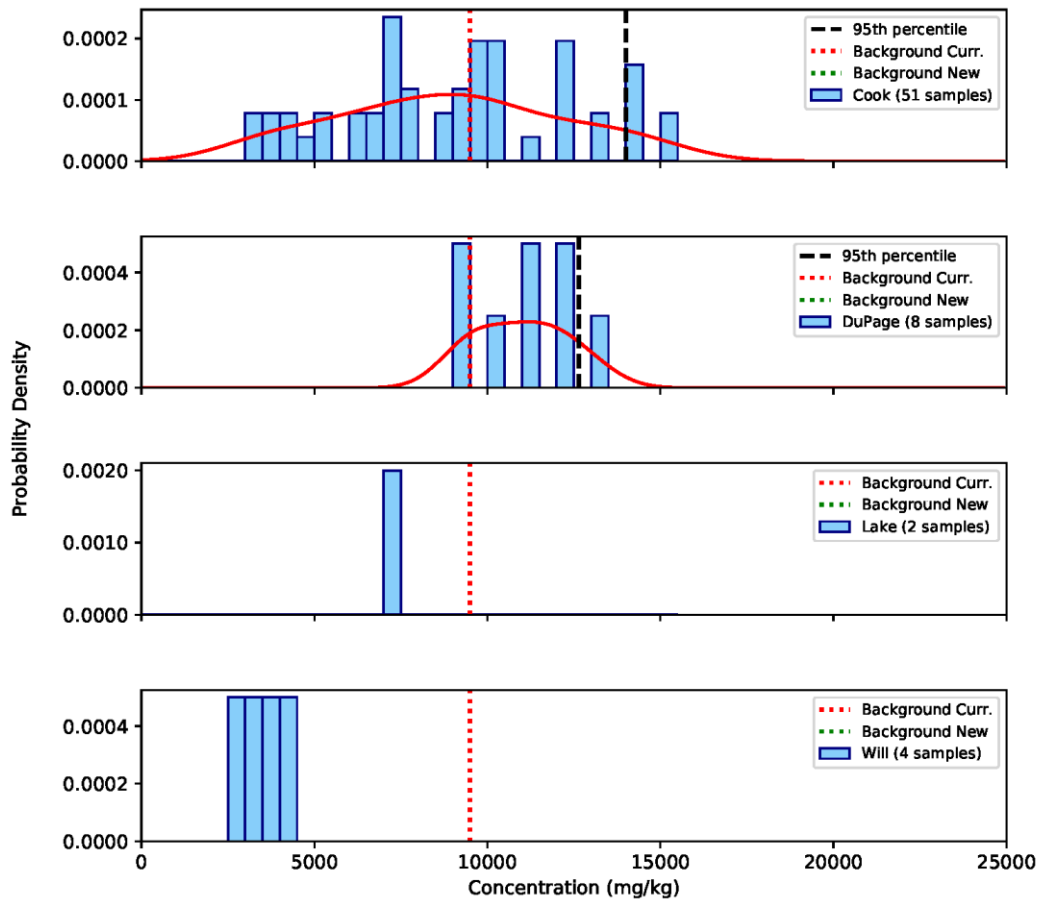 0.0002
0.0001
0.0000
95th percentile
Background Curr.
Background New
Cook (51 samples)
0.0004
0.0002
0.0000
95th percentile
Background Curr.
Background New
DuPage (8 samples)
Probability Density
0.0020
0.0010
0.0000
Background Curr.
Background New
Lake (2 samples)
0.0004
0.0002
0.0000
Background Curr.
Background New
Will (4 samples)
0 5000 10000 15000 20000 25000
Concentration (mg/kg)